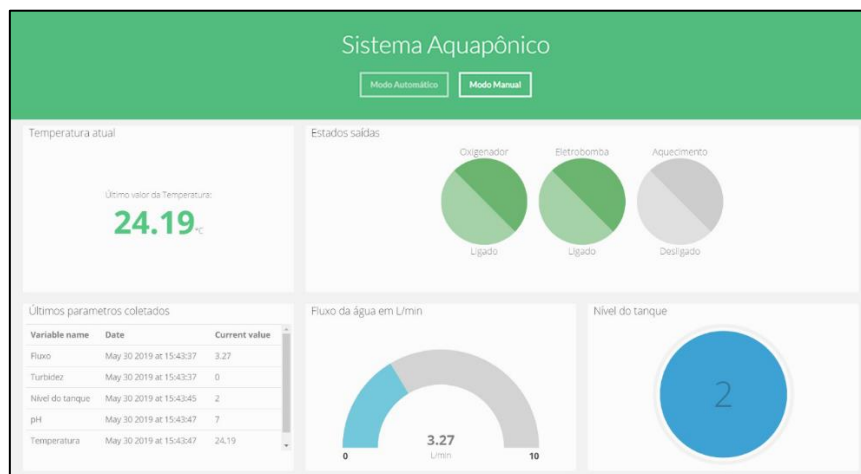 Sistema Aquapônico
Modo Automático Modo Manual
Temperatura atual
Último valor da Temperatura:
24.19 °C
Estados saídas
Oxigenador Eletrobomba Aquecimento
Ligado Ligado Desligado
Últimos parametros coletados
Variable name Date Current value
Fluxo May 30 2019 at 15:43:37 3.27
Turbidez May 30 2019 at 15:43:37 0
Nível do tanque May 30 2019 at 15:43:45 2
pH May 30 2019 at 15:43:47 7
Temperatura May 30 2019 at 15:43:47 24.19
Fluxo da água em L/min
3.27
L/min
0 10
Nível do tanque
2